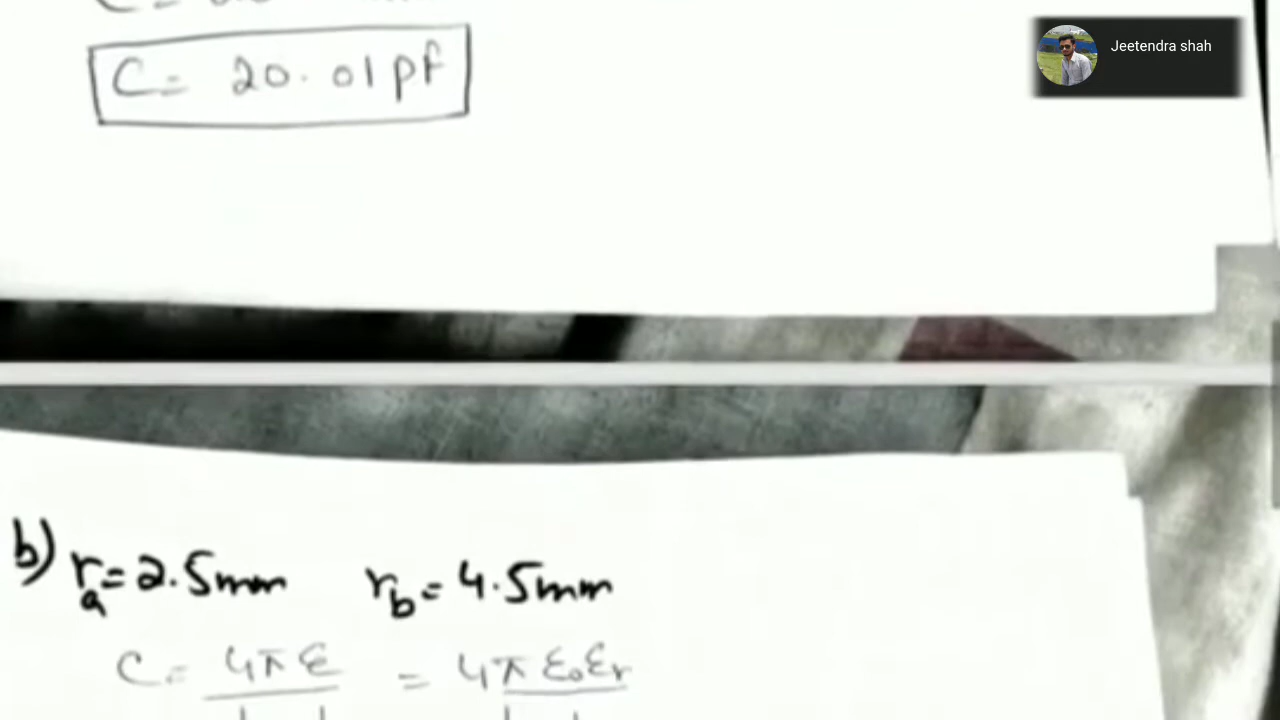 Jeetendra shah
C = 20.01pf
b) ra = 2.5mm rb = 4.5mm
C = 4πε = 4πε₀εr